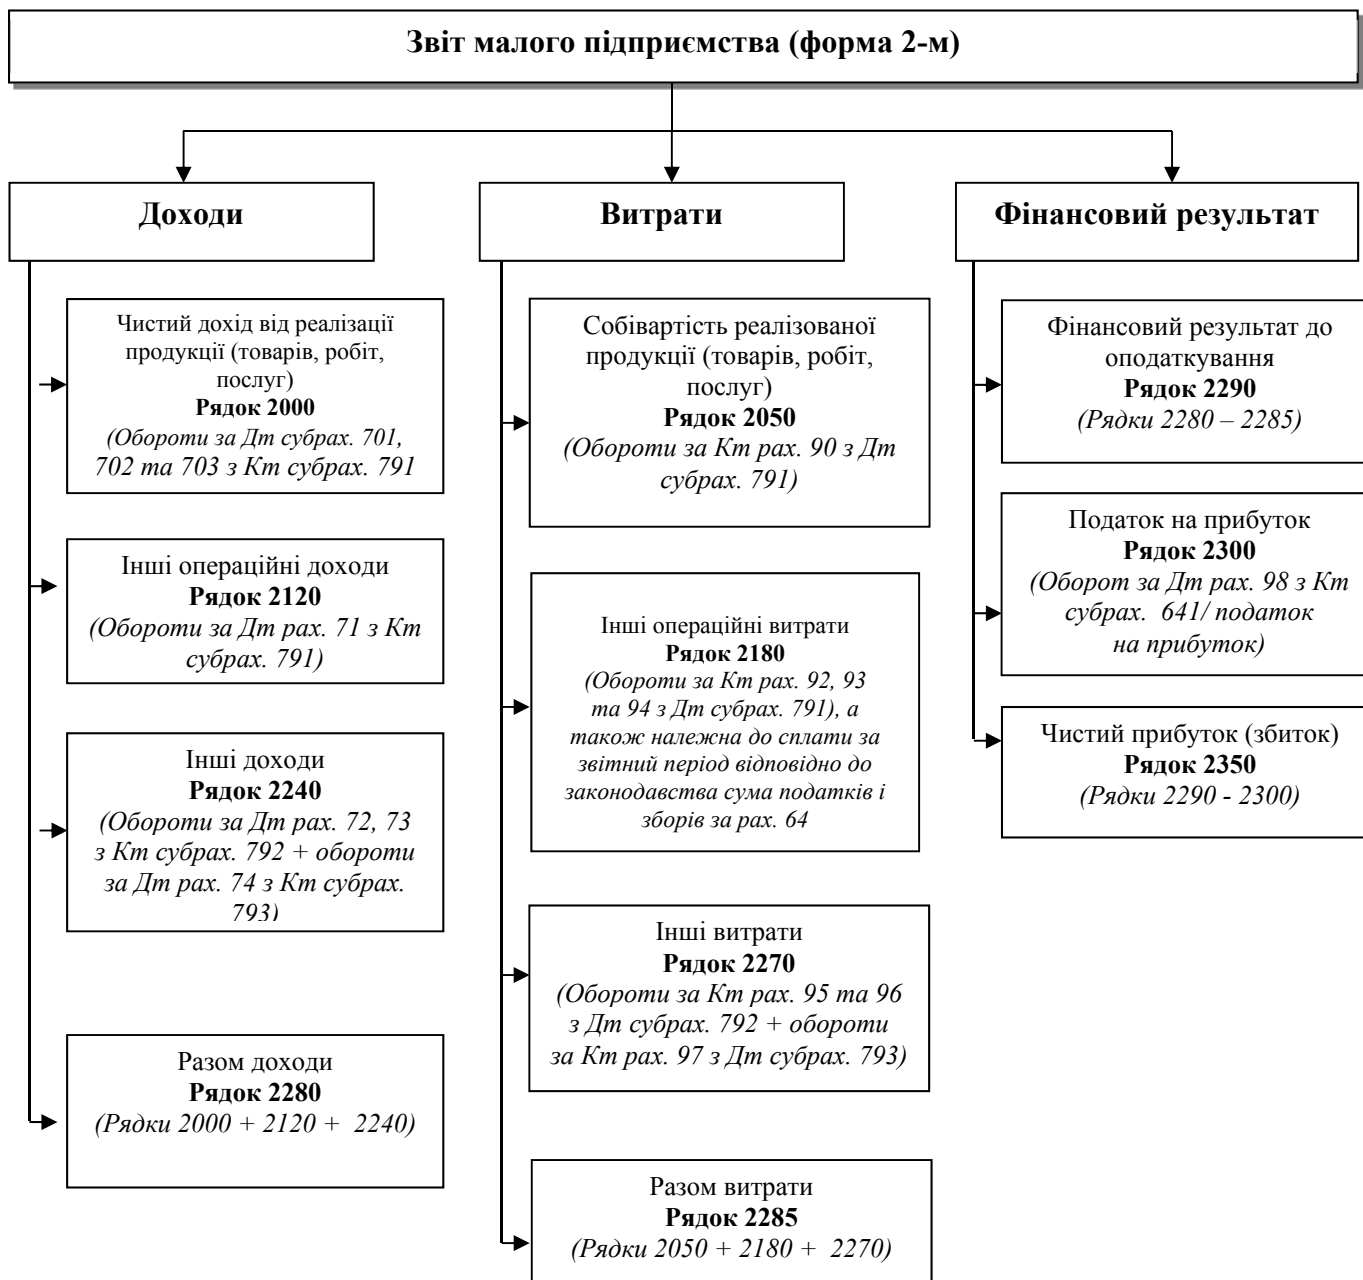 Звіт малого підприємства (форма 2-м)
Доходи
Чистий дохід від реалізації
продукції (товарів, робіт,
послуг)
Рядок 2000
(Обороти за Дт субрах. 701,
702 та 703 з Кт субрах. 791
Інші операційні доходи
Рядок 2120
(Обороти за Дт рах. 71 з Кт
субрах. 791)
Інші доходи
Рядок 2240
(Обороти за Дт рах. 72, 73
з Кт субрах. 792 + обороти
за Дт рах. 74 з Кт субрах.
793)
Разом доходи
Рядок 2280
(Рядки 2000 + 2120 +  2240)
Витрати
Собівартість реалізованої
продукції (товарів, робіт,
послуг)
Рядок 2050
(Обороти за Кт рах. 90 з Дт
субрах. 791)
Інші операційні витрати
Рядок 2180
(Обороти за Кт рах. 92, 93
та 94 з Дт субрах. 791), а
також належна до сплати за
звітний період відповідно до
законодавства сума податків і
зборів за рах. 64
Інші витрати
Рядок 2270
(Обороти за Кт рах. 95 та 96
з Дт субрах. 792 + обороти
за Кт рах. 97 з Дт субрах. 793)
Разом витрати
Рядок 2285
(Рядки 2050 + 2180 +  2270)
Фінансовий результат
Фінансовий результат до
оподаткування
Рядок 2290
(Рядки 2280 – 2285)
Податок на прибуток
Рядок 2300
(Оборот за Дт рах. 98 з Кт
субрах.  641/ податок
на прибуток)
Чистий прибуток (збиток)
Рядок 2350
(Рядки 2290 - 2300)